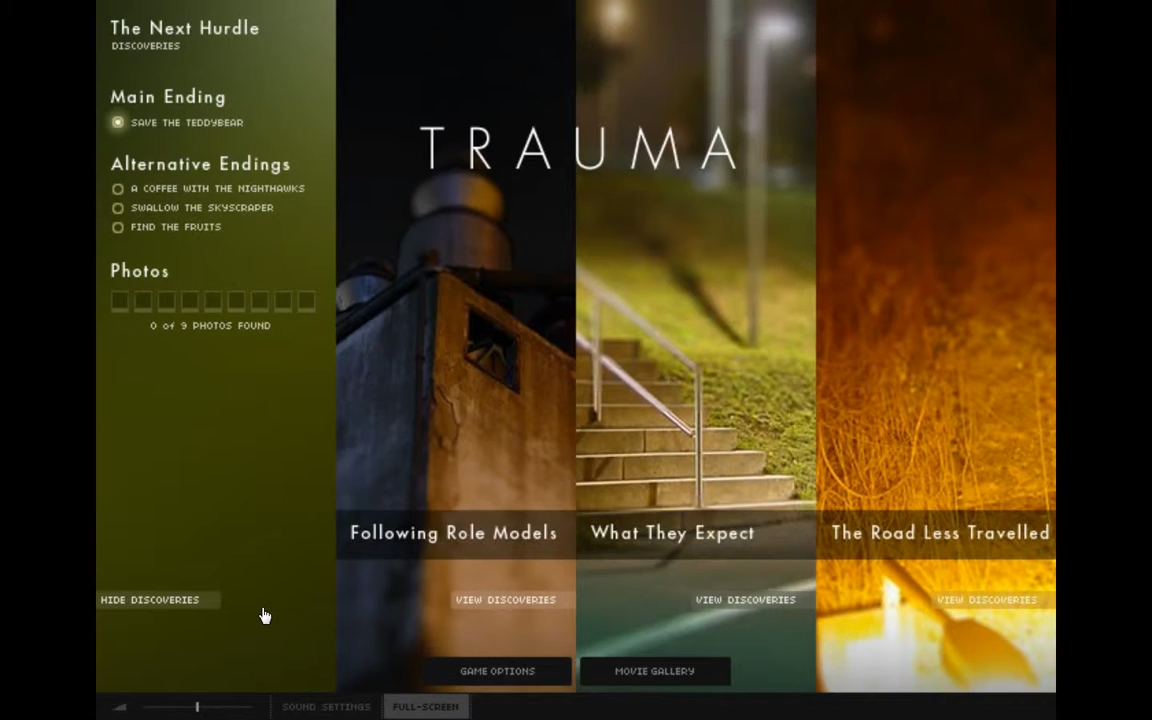 The Next Hurdle
DISCOVERIES
Main Ending
SAVE THE TEDDYBEAR
Alternative Endings
A COFFEE WITH THE NIGHTHAWKS
SWALLOW THE SKYSCRAPER
FIND THE FRUITS
Photos
0 of 9 PHOTOS FOUND
HIDE DISCOVERIES
TRAUMA
Following Role Models
VIEW DISCOVERIES
What They Expect
VIEW DISCOVERIES
The Road Less Travelled
VIEW DISCOVERIES
GAME OPTIONS
MOVIE GALLERY
SOUND SETTINGS
FULL-SCREEN